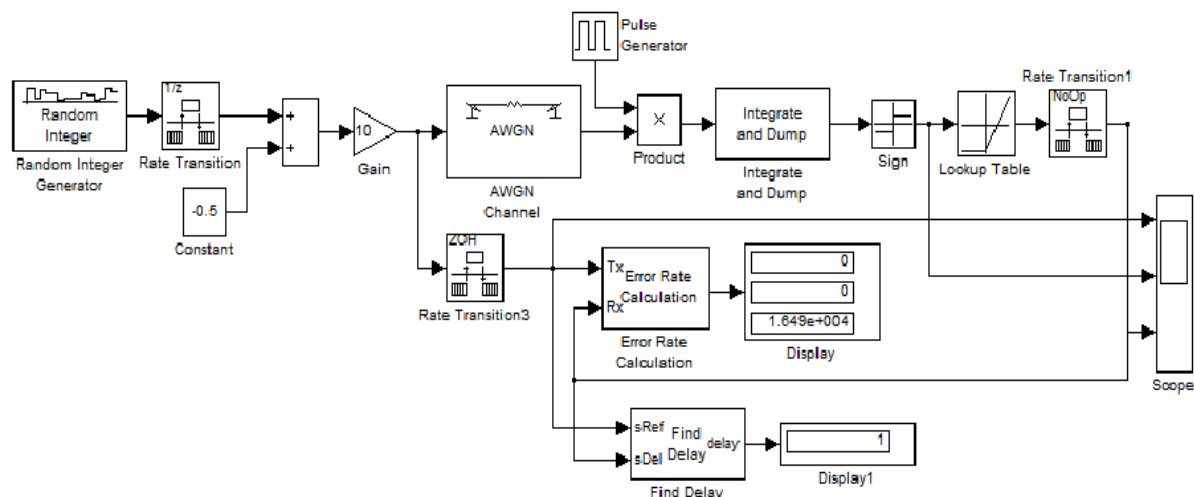 Pulse
Generator
1/z
Rate Transition1
NoOp
Random
Integer
Random Integer
Generator
Rate Transition
+
+
10
Gain
AWGN
AWGN
Channel
X
Product
Integrate
and Dump
Integrate
and Dump
Sign
Lookup Table
-0.5
Constant
ZOH
Rate Transition3
Tx
Rx
Error Rate
Calculation
Error Rate
Calculation
0
0
1.649e+004
Display
Scope
sRef
sDel
Find
Delay
delay
Find Delay
1
Display1